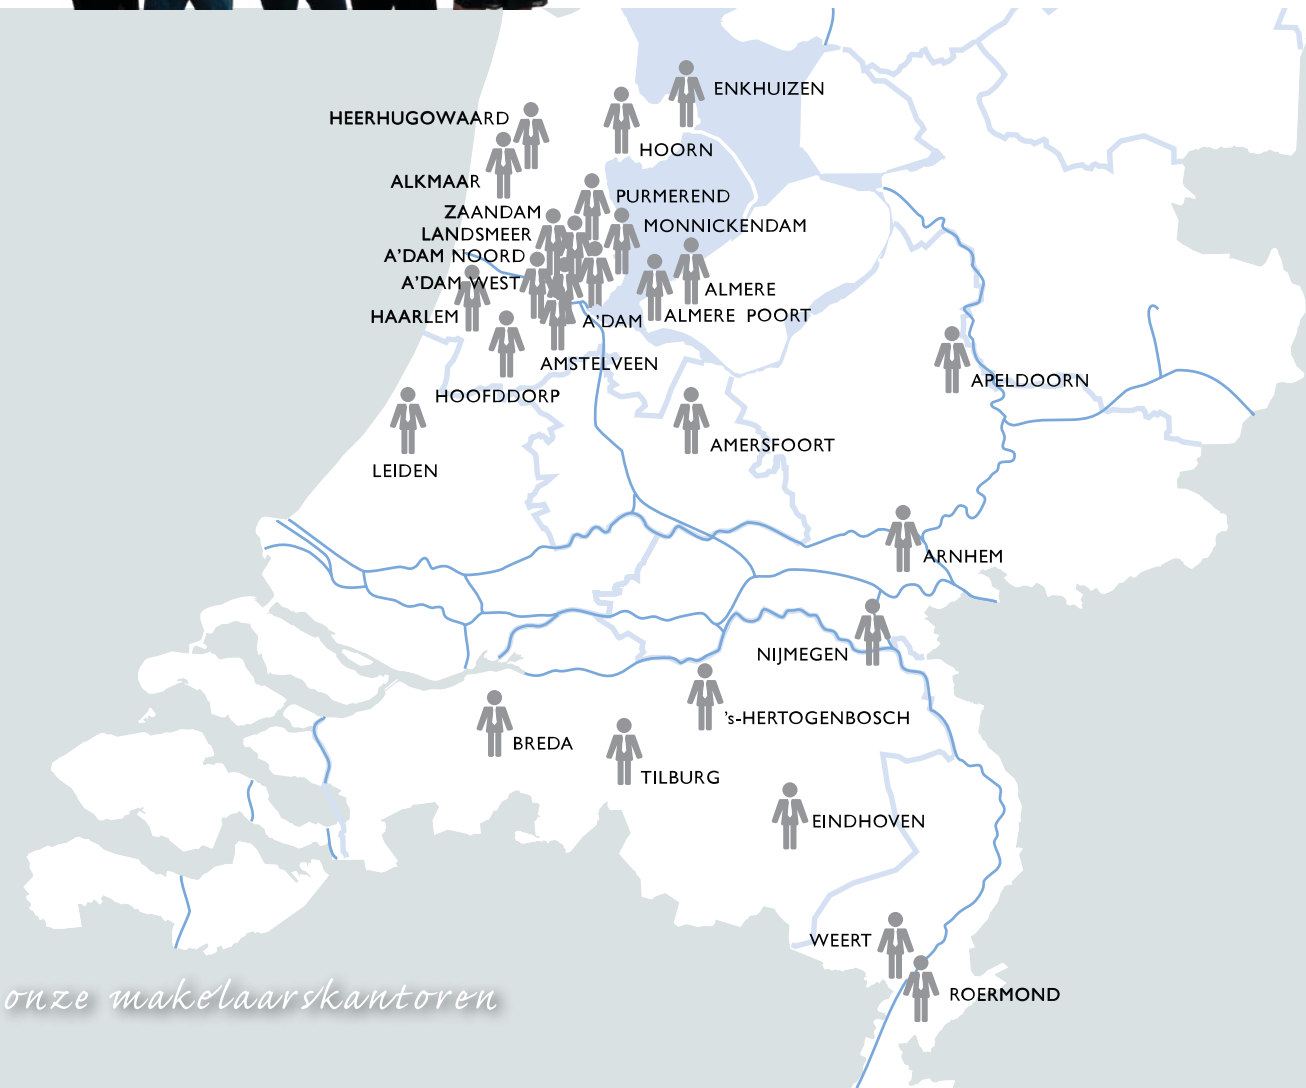 ENKHUIZEN
HEERHUGOWAARD
HOORN
ALKMAAR
PURMEREND
ZAANDAM
MONNICKENDAM
LANDSMEER
A'DAM NOORD
A'DAM WEST
ALMERE
HAARLEM
A'DAM
ALMERE POORT
AMSTELVEEN
APELDOORN
HOOFDDORP
AMERSFOORT
LEIDEN
ARNHEM
NIJMEGEN
's-HERTOGENBOSCH
BREDA
TILBURG
EINDHOVEN
WEERT
ROERMOND
onze makelaarskantoren